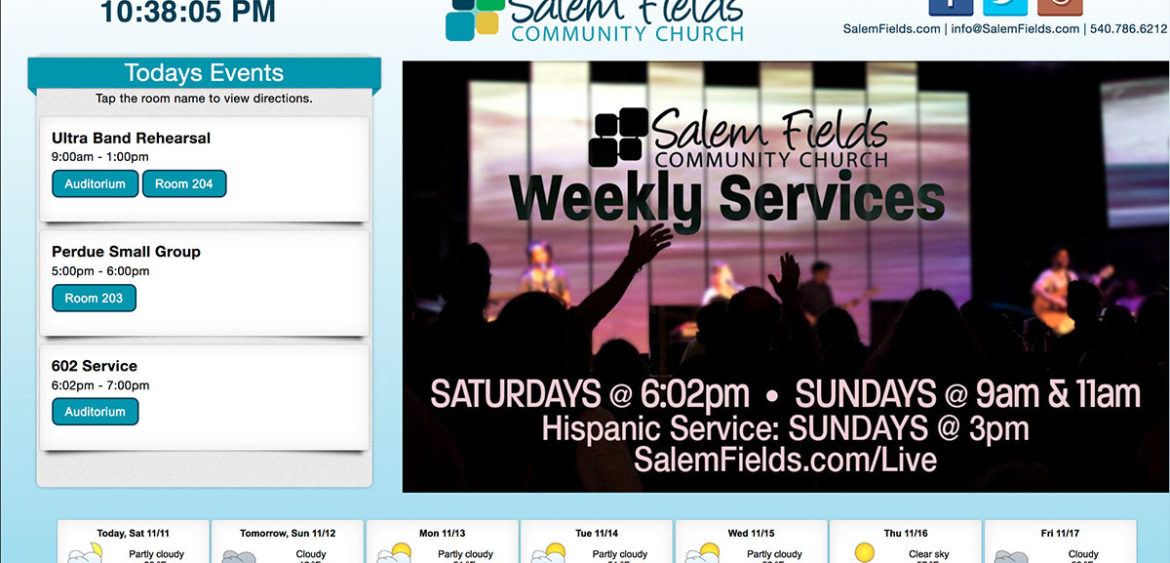 10:38:05 PM
Salem Fields
COMMUNITY CHURCH
SalemFields.com | info@SalemFields.com | 540.786.6212
Todays Events
Tap the room name to view directions.
Ultra Band Rehearsal
9:00am - 1:00pm
Auditorium Room 204
Perdue Small Group
5:00pm - 6:00pm
Room 203
602 Service
6:02pm - 7:00pm
Auditorium
Salem Fields
COMMUNITY CHURCH
Weekly Services
SATURDAYS @ 6:02pm • SUNDAYS @ 9am & 11am
Hispanic Service: SUNDAYS @ 3pm
SalemFields.com/Live
Today, Sat 11/11
Partly cloudy
Tomorrow, Sun 11/12
Cloudy
Mon 11/13
Partly cloudy
Tue 11/14
Partly cloudy
Wed 11/15
Partly cloudy
Thu 11/16
Clear sky
Fri 11/17
Cloudy